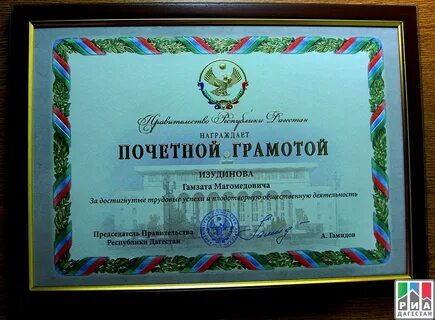 Правительство Республики Дагестан
НАГРАЖДАЕТ
ПОЧЕТНОЙ ГРАМОТОЙ
ИЗУДИНОВА
Гамзата Магомедовича
За достигнутые трудовые успехи и плодотворную общественную деятельность
Председатель Правительства
Республики Дагестан
А. Гамидов
РИА
ДАГЕСТАН